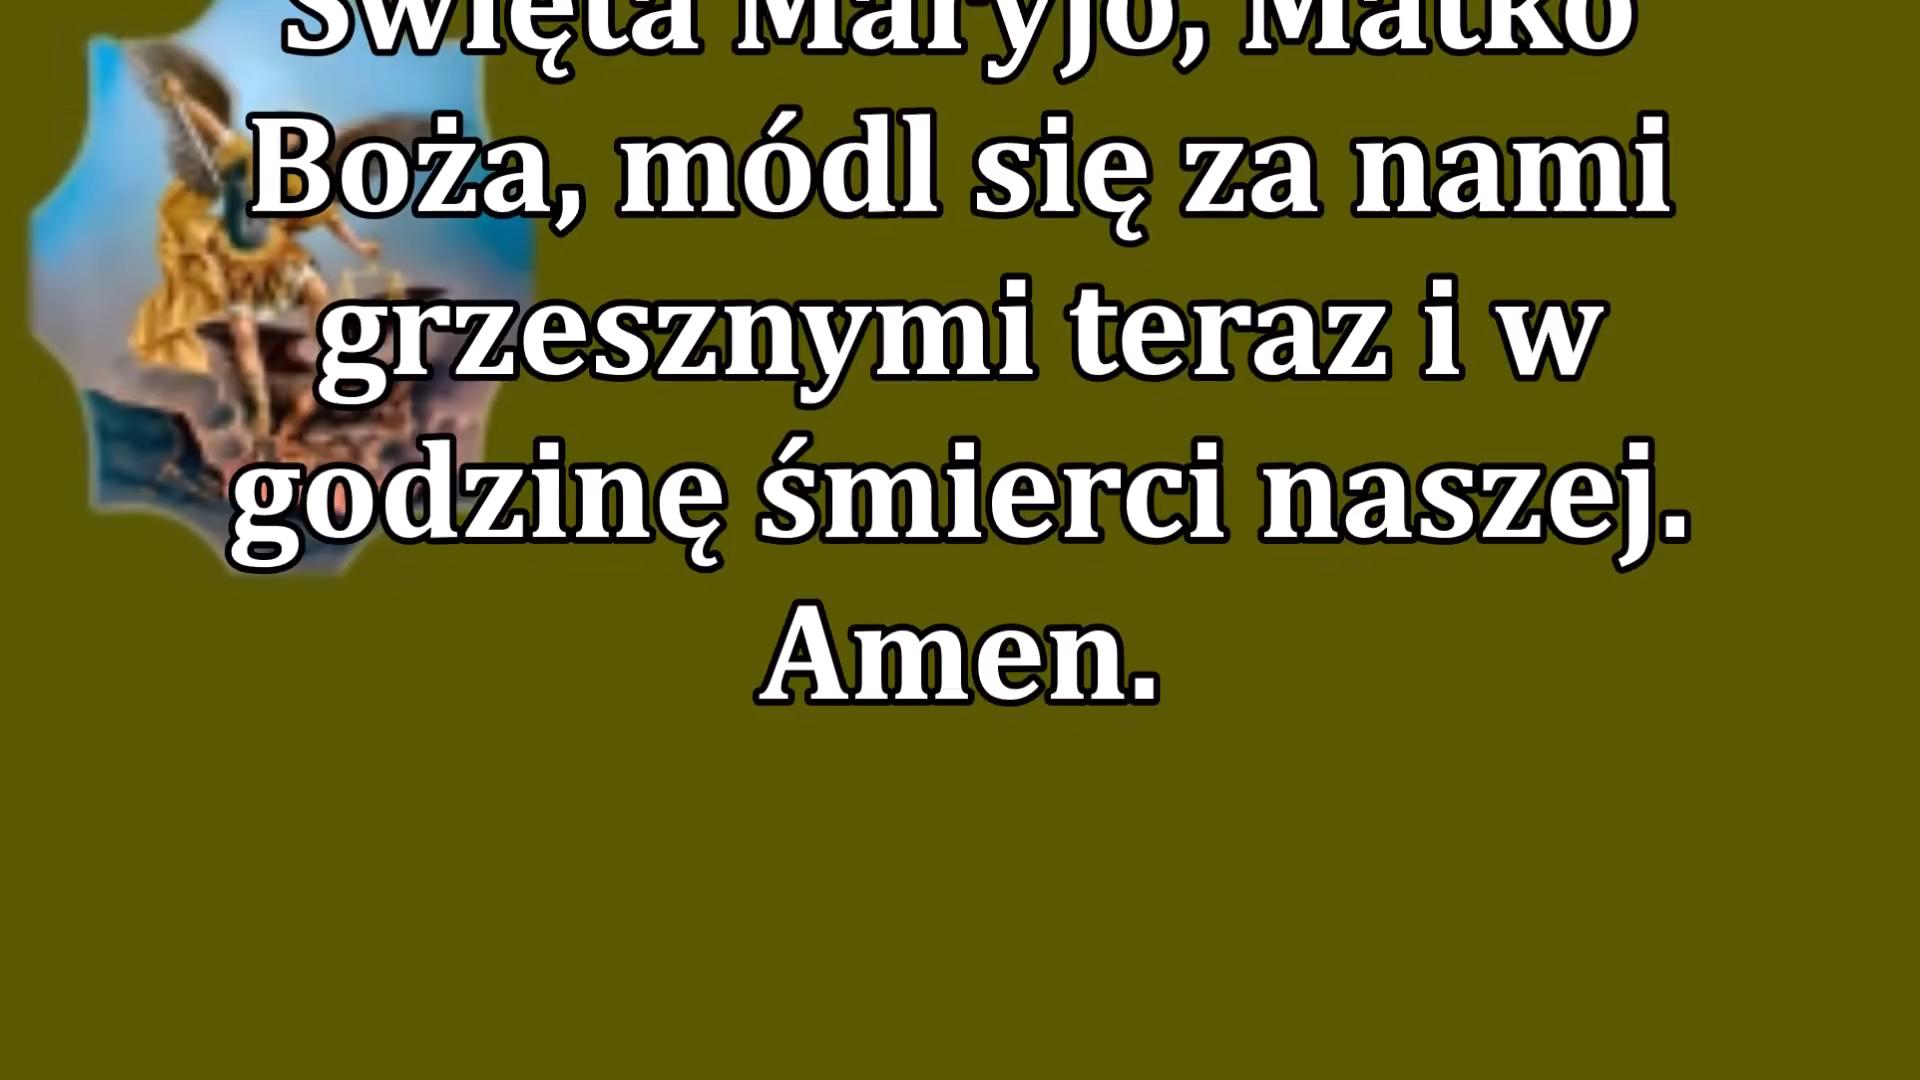 Święta Maryjo, Matko
Boża, módl się za nami
grzesznymi teraz i w
godzinę śmierci naszej.
Amen.